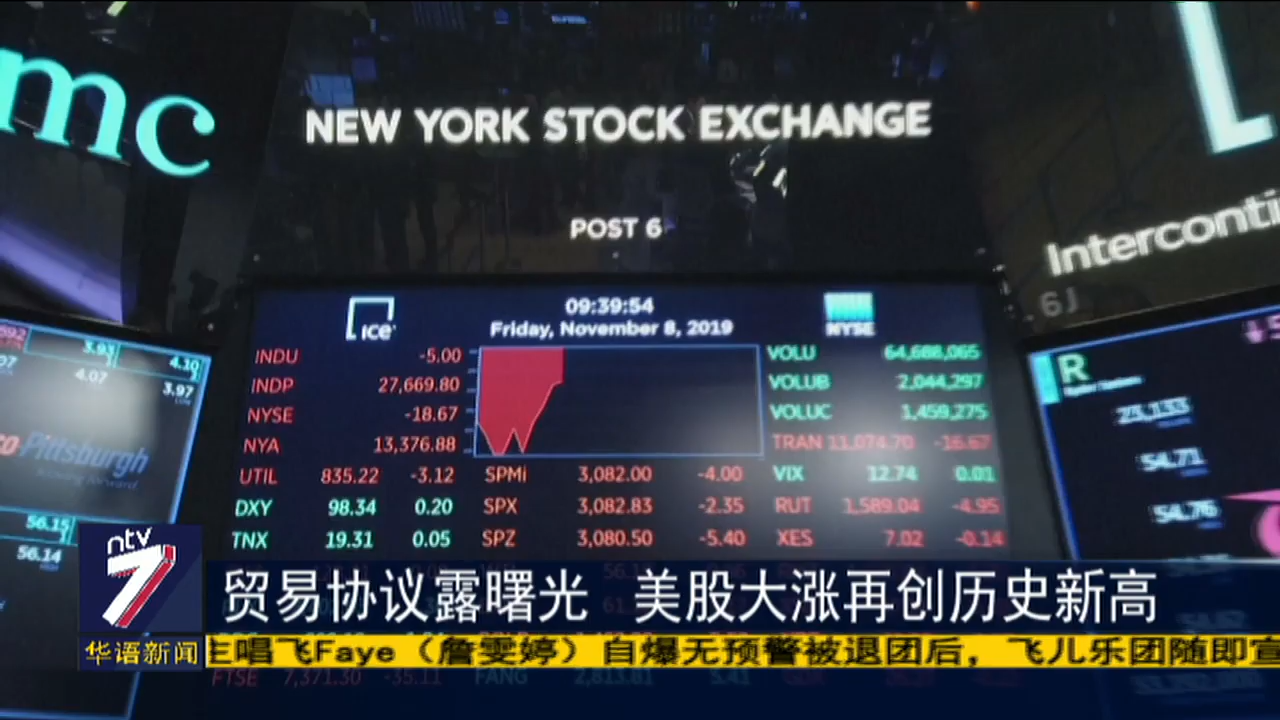 mc
NEW YORK STOCK EXCHANGE
POST 6
Interconti
6J
ice
09:39:54
Friday, November 8, 2019
NYSE
INDU -5.00
INDP 27,669.80
NYSE -18.67
NYA 13,376.88
VOLU 64,688,065
VOLUB 2,044,297
VOLUC 1,459,275
TRAN 11,074.70 -16.67
UTIL 835.22 -3.12 SPMi 3,082.00 -4.00 VIX 12.74 0.01
DXY 98.34 0.20 SPX 3,082.83 -2.35 RUT 1,589.04 -4.95
TNX 19.31 0.05 SPZ 3,080.50 -5.40 XES 7.02 -0.14
3.93
4.10
4.07
3.97
Pittsburgh
56.15
56.14
R
23,133
54.71
54.76
ntv
7
华语新闻
贸易协议露曙光 美股大涨再创历史新高
主唱飞Faye（詹雯婷）自爆无预警被退团后，飞儿乐团随即宣
FTSE 7,371.30 -35.11 FANG 2,813.81 5.43